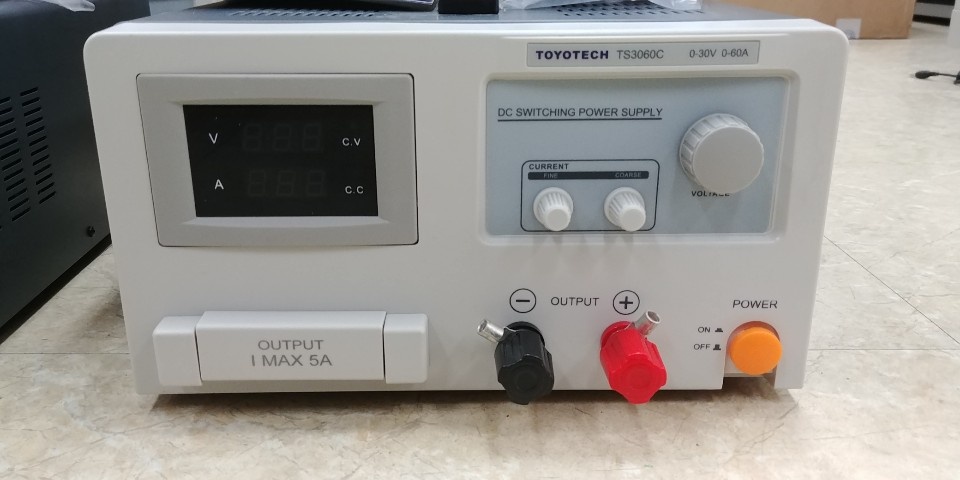 TOYOTECH TS3060C 0-30V 0-60A
DC SWITCHING POWER SUPPLY
V
C.V
A
C.C
CURRENT
FINE COARSE
VOLTAGE
OUTPUT
POWER
ON
OFF
OUTPUT
I MAX 5A